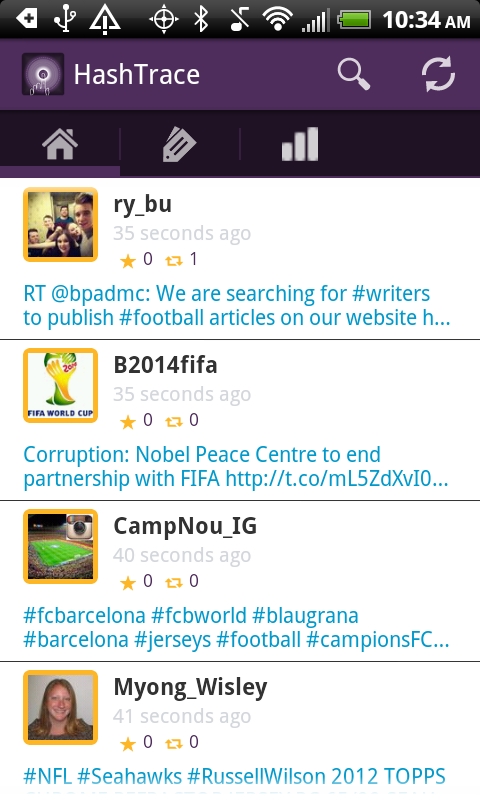 10:34 AM
HashTrace
ry_bu
35 seconds ago
0 1
RT @bpadmc: We are searching for #writers
to publish #football articles on our website h...
FIFA WORLD CUP
B2014fifa
35 seconds ago
0 0
Corruption: Nobel Peace Centre to end
partnership with FIFA http://t.co/mL5ZdXvI0...
CampNou_IG
40 seconds ago
0 0
#fcbarcelona #fcbworld #blaugrana
#barcelona #jerseys #football #campionsFC...
Myong_Wisley
41 seconds ago
0 0
#NFL #Seahawks #RussellWilson 2012 TOPPS